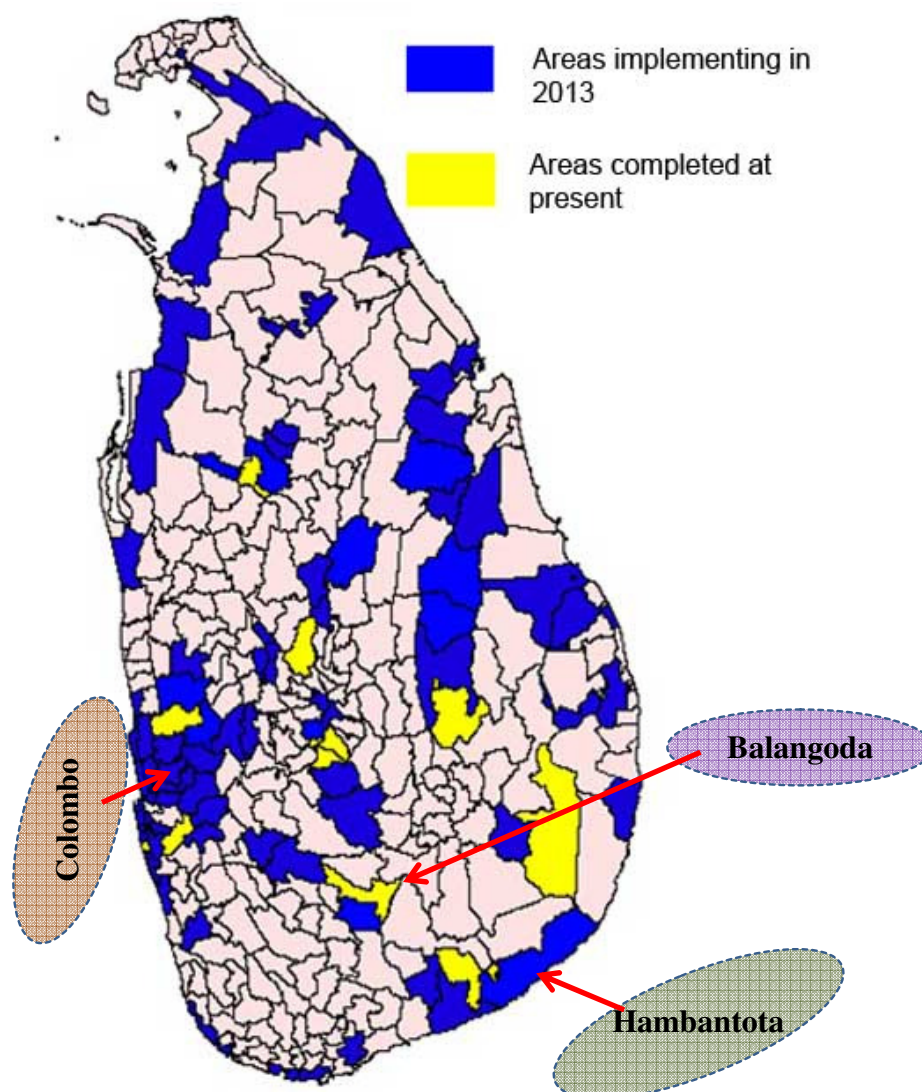 Areas implementing in
2013
Areas completed at
present
Balangoda
Colombo
Hambantota